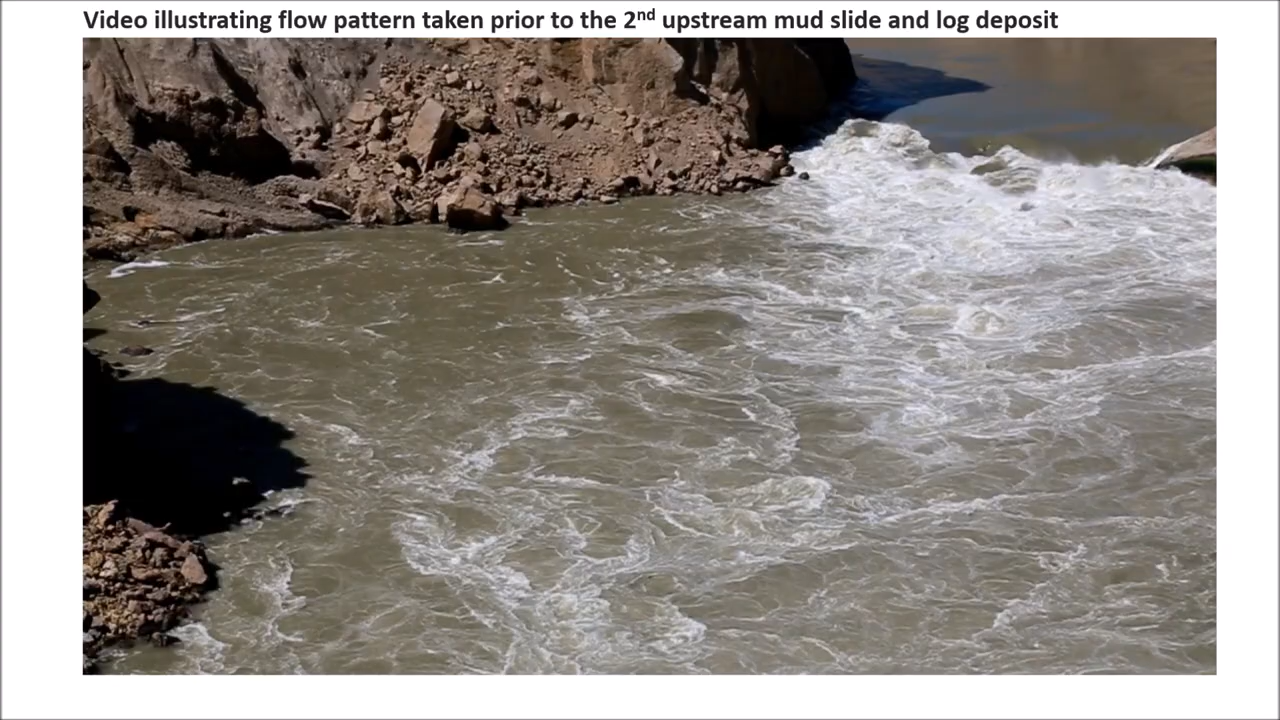 Video illustrating flow pattern taken prior to the 2nd upstream mud slide and log deposit